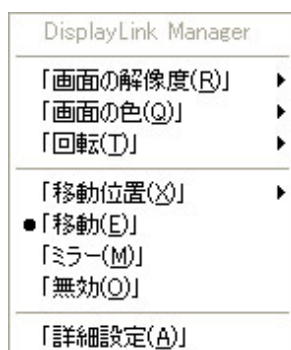 DisplayLink Manager
「画面の解像度(R)」
「画面の色(Q)」
「回転(T)」
「移動位置(X)」
「移動(E)」
「ミラー(M)」
「無効(O)」
「詳細設定(A)」